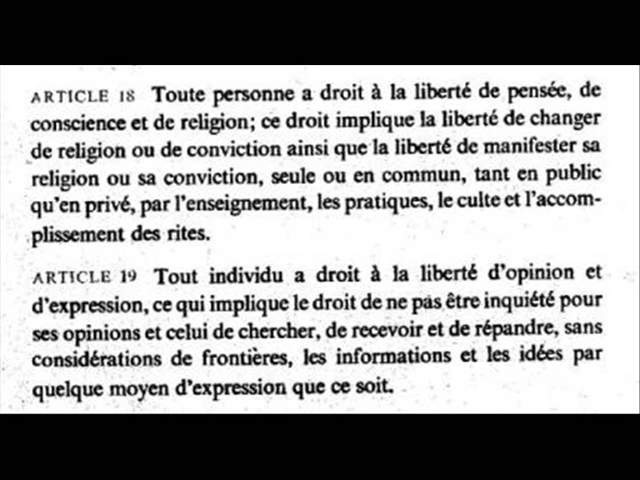 ARTICLE 18 Toute personne a droit à la liberté de pensée, de
conscience et de religion; ce droit implique la liberté de changer
de religion ou de conviction ainsi que la liberté de manifester sa
religion ou sa conviction, seule ou en commun, tant en public
qu'en privé, par l'enseignement, les pratiques, le culte et l'accom-
plissement des rites.
ARTICLE 19 Tout individu a droit à la liberté d'opinion et
d'expression, ce qui implique le droit de ne pas être inquiété pour
ses opinions et celui de chercher, de recevoir et de répandre, sans
considérations de frontières, les informations et les idées par
quelque moyen d'expression que ce soit.